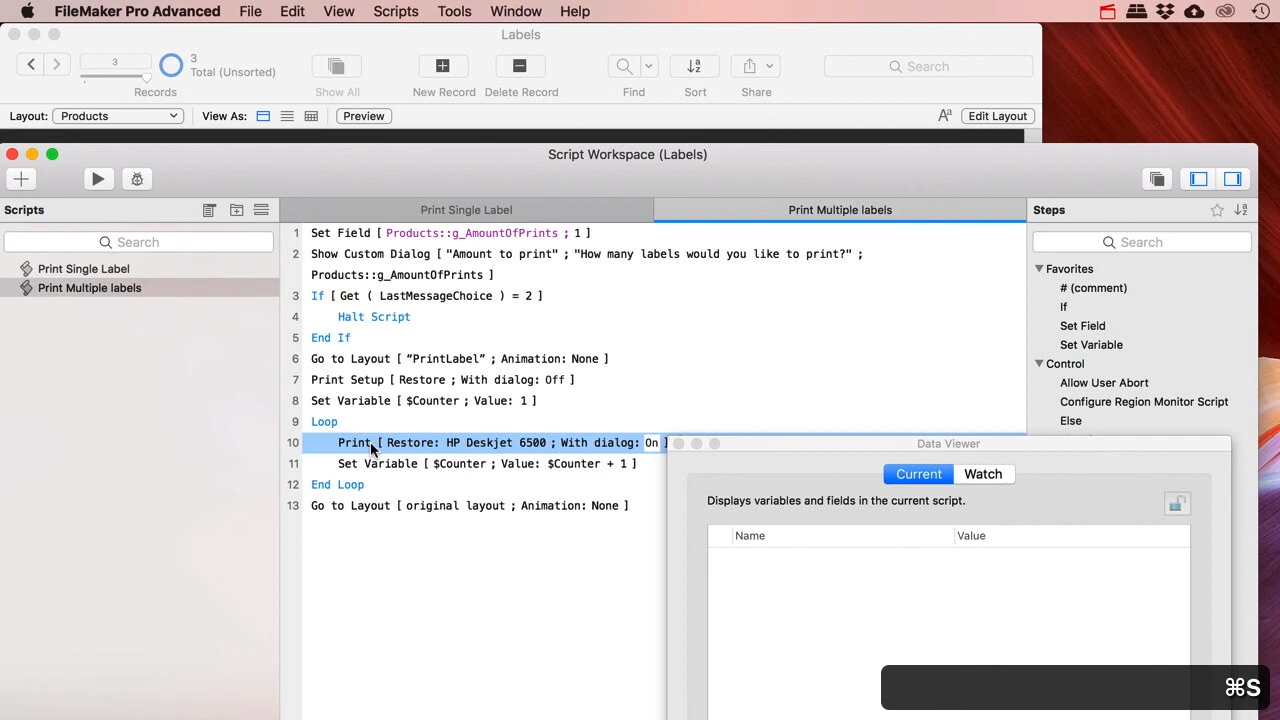 FileMaker Pro Advanced File Edit View Scripts Tools Window Help
Labels
3
3
Total (Unsorted)
Search
Records
Show All
New Record
Delete Record
Find
Sort
Share
Layout: Products
View As:
Preview
Aa
Edit Layout
Script Workspace (Labels)
Scripts
Print Single Label
Print Multiple labels
Steps
Search
Print Single Label
Print Multiple labels
1 Set Field [ Products::g_AmountOfPrints ; 1 ]
2 Show Custom Dialog [ "Amount to print" ; "How many labels would you like to print?" ;
Products::g_AmountOfPrints ]
3 If [ Get ( LastMessageChoice ) = 2 ]
4 Halt Script
5 End If
6 Go to Layout [ “PrintLabel” ; Animation: None ]
7 Print Setup [ Restore ; With dialog: Off ]
8 Set Variable [ $Counter ; Value: 1 ]
9 Loop
10 Print [ Restore: HP Deskjet 6500 ; With dialog: On ]
11 Set Variable [ $Counter ; Value: $Counter + 1 ]
12 End Loop
13 Go to Layout [ original layout ; Animation: None ]
Search
Favorites
# (comment)
If
Set Field
Set Variable
Control
Allow User Abort
Configure Region Monitor Script
Else
Data Viewer
Current
Watch
Displays variables and fields in the current script.
Name
Value
⌘S